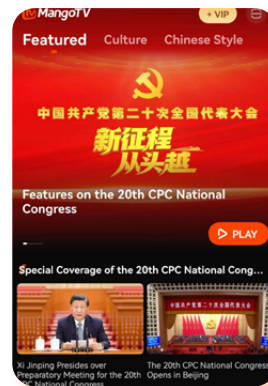 MangoTV
+ VIP
Featured Culture Chinese Style
中国共产党第二十次全国代表大会
新征程
从头越
Features on the 20th CPC National
Congress
PLAY
Special Coverage of the 20th CPC National Cong...
Xi Jinping Presides over
Preparatory Meeting for the 20th
CPC National Congress
The 20th CPC National Congress
Opens in Beijing